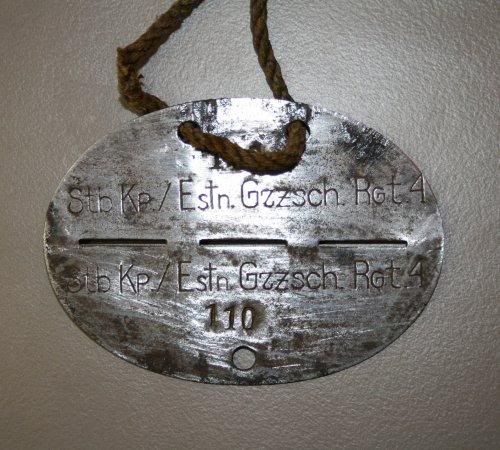 Stb Kp./Estn. Gzzsch. Rgt. 4
Stb Kp./Estn. Gzzsch. Rgt. 4
110